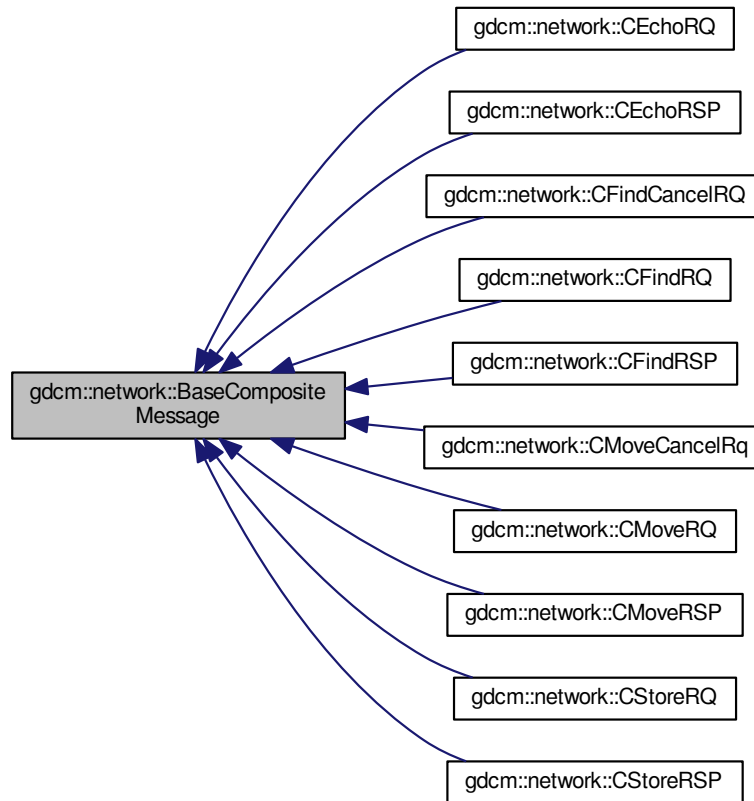 gdcm::network::CEchoRQ
gdcm::network::CEchoRSP
gdcm::network::CFindCancelRQ
gdcm::network::CFindRQ
gdcm::network::CFindRSP
gdcm::network::BaseComposite
Message
gdcm::network::CMoveCancelRq
gdcm::network::CMoveRQ
gdcm::network::CMoveRSP
gdcm::network::CStoreRQ
gdcm::network::CStoreRSP